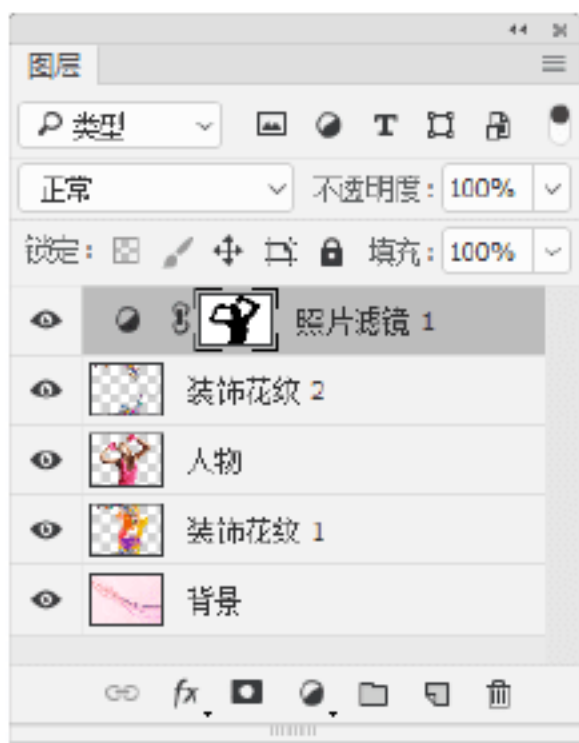 图层
类型
正常 不透明度: 100%
锁定: 填充: 100%
照片滤镜 1
装饰花纹 2
人物
装饰花纹 1
背景
fx